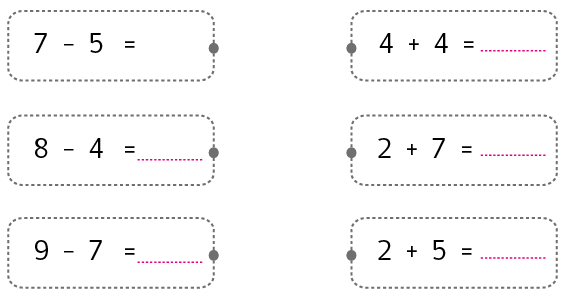 7 – 5 =
4 + 4 =
8 – 4 =
2 + 7 =
9 – 7 =
2 + 5 =